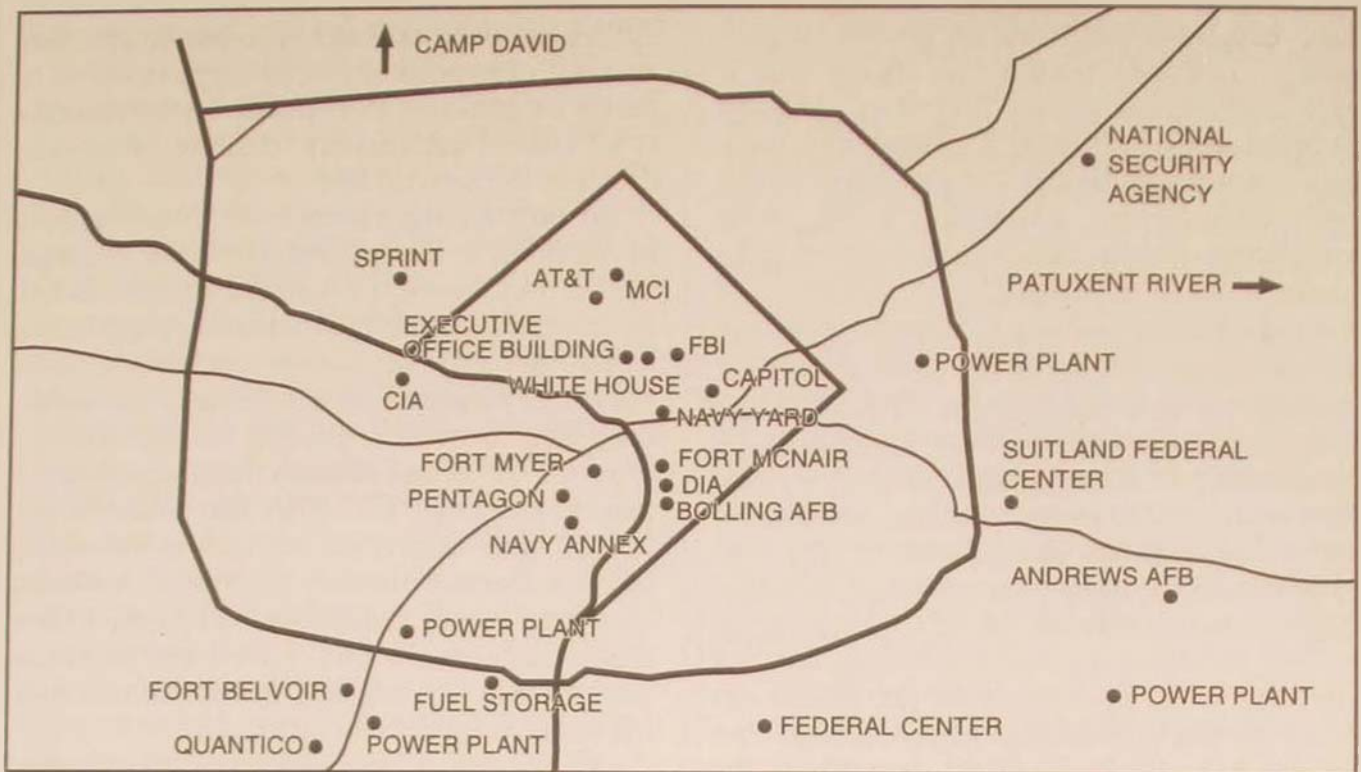 CAMP DAVID
NATIONAL
SECURITY
AGENCY
SPRINT
AT&T
MCI
PATUXENT RIVER
EXECUTIVE
OFFICE BUILDING
FBI
POWER PLANT
WHITE HOUSE
CAPITOL
CIA
NAVY YARD
FORT MYER
FORT MCNAIR
SUITLAND FEDERAL
CENTER
PENTAGON
DIA
BOLLING AFB
NAVY ANNEX
ANDREWS AFB
POWER PLANT
FORT BELVOIR
FUEL STORAGE
POWER PLANT
FEDERAL CENTER
QUANTICO
POWER PLANT